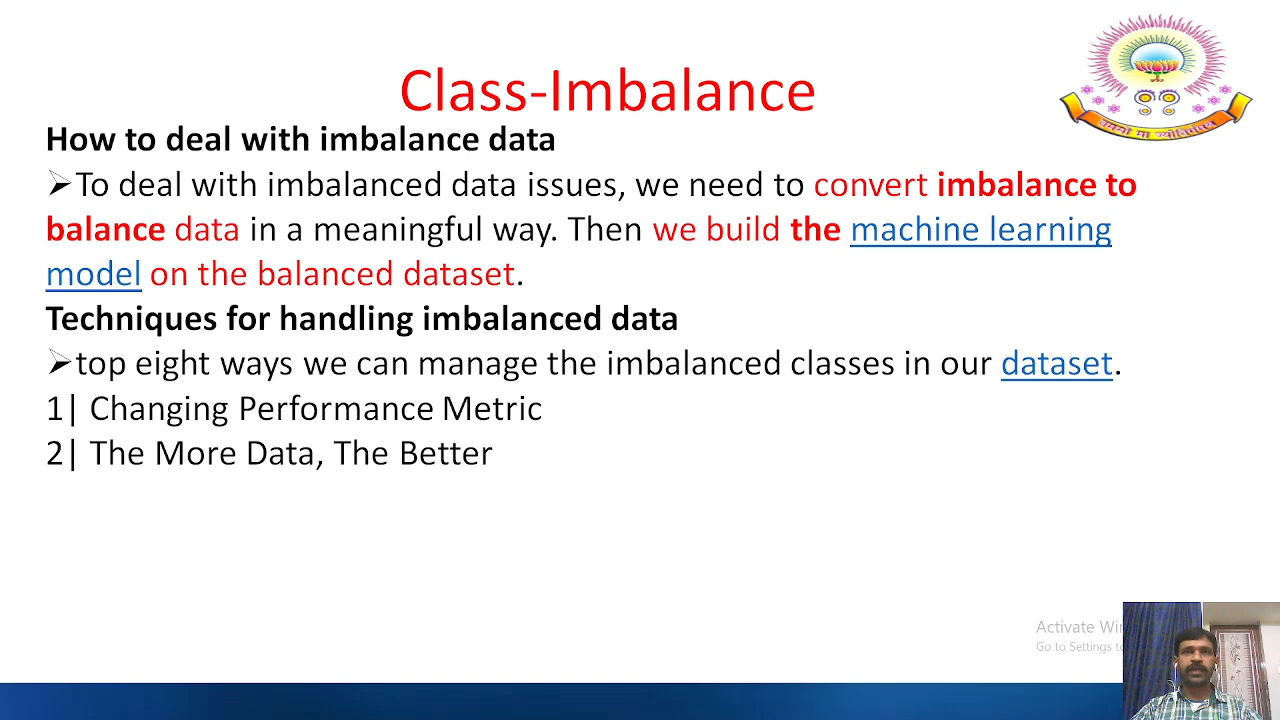 Class-Imbalance
How to deal with imbalance data
➢To deal with imbalanced data issues, we need to convert imbalance to
balance data in a meaningful way. Then we build the machine learning
model on the balanced dataset.
Techniques for handling imbalanced data
➢top eight ways we can manage the imbalanced classes in our dataset.
1| Changing Performance Metric
2| The More Data, The Better
Activate
Go to Settings